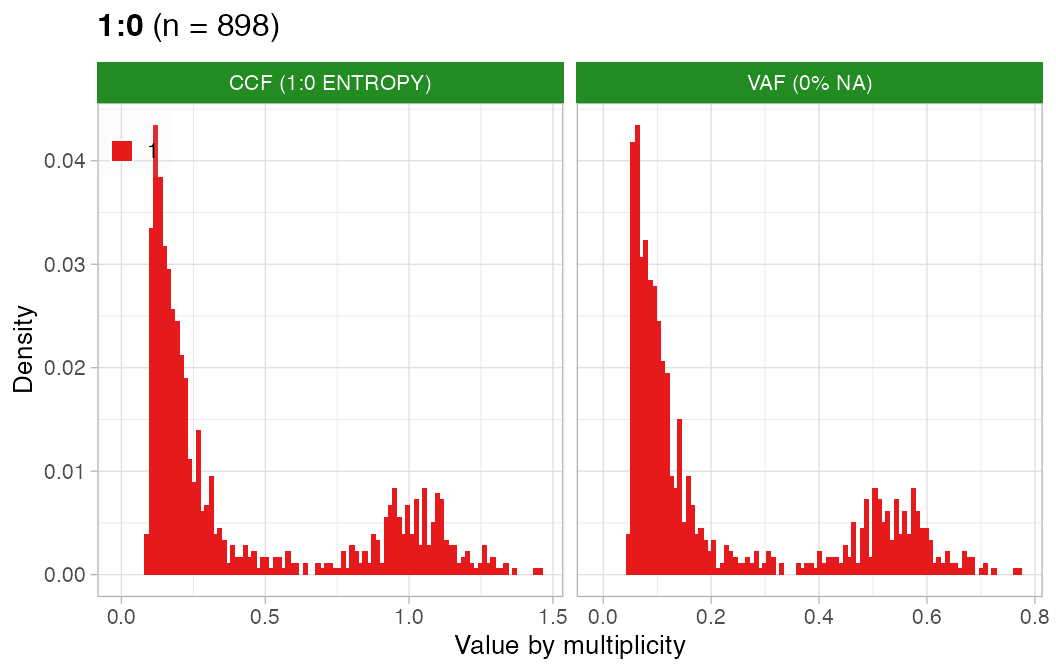 1:0 (n = 898)
CCF (1:0 ENTROPY)
VAF (0% NA)
1
0.04
0.03
0.02
0.01
0.00
Density
0.0 0.5 1.0 1.5
0.0 0.2 0.4 0.6 0.8
Value by multiplicity